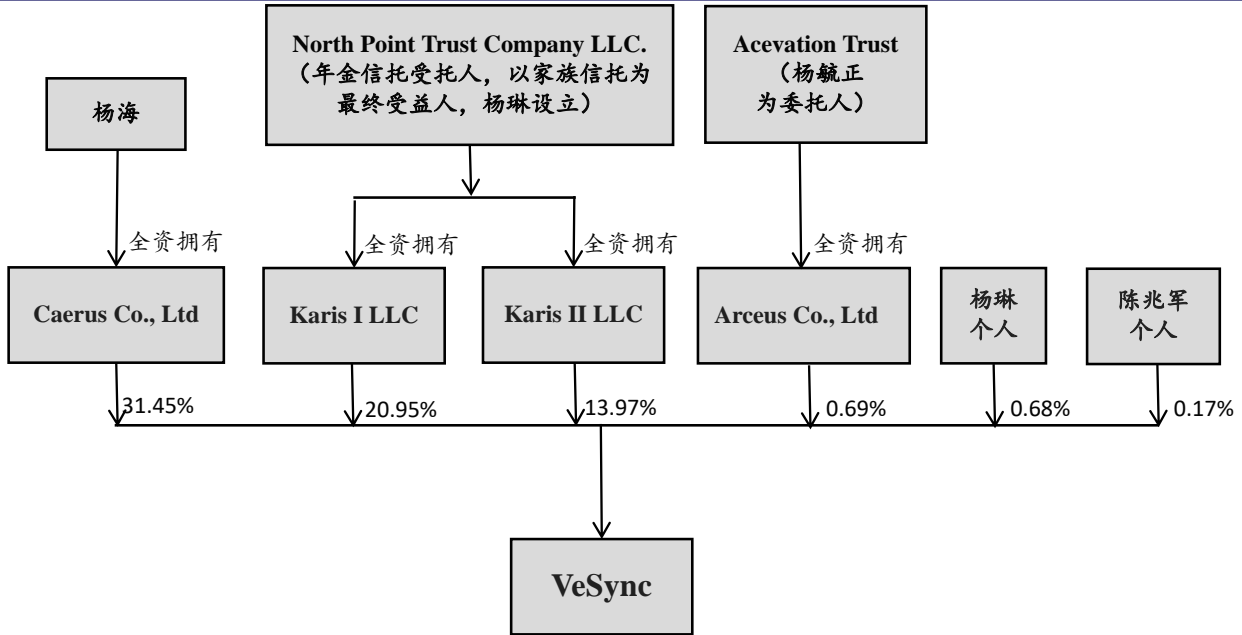 North Point Trust Company LLC.
（年金信托受托人，以家族信托为
最终受益人，杨琳设立）
Acevation Trust
（杨毓正
为委托人）
杨海
全资拥有
全资拥有
全资拥有
全资拥有
Caerus Co., Ltd
Karis I LLC
Karis II LLC
Arceus Co., Ltd
杨琳
个人
陈兆军
个人
31.45%
20.95%
13.97%
0.69%
0.68%
0.17%
VeSync